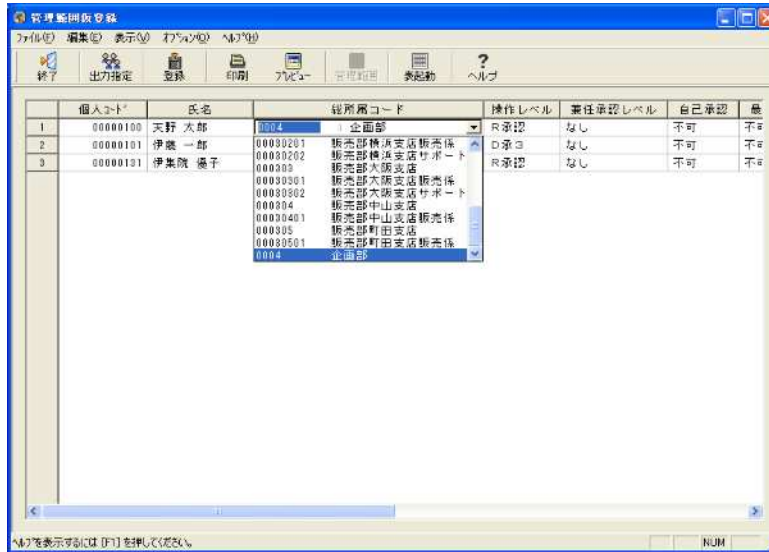 管理範囲仮登録
ファイル(F) 編集(E) 表示(V) オプション(O) ヘルプ(H)
終了 出力指定 登録 印刷 プレビュー 管理範囲 表起動 ヘルプ
個人コード 氏名 総所属コード 操作レベル 兼任承認レベル 自己承認 最
1 00000100 天野 太郎 0004 : 企画部 R承認 なし 不可 不可
2 00000101 伊藤 一郎 D承3 なし 不可 不可
3 00000131 伊集院 優子 R承認 なし 不可 不可
00030201 販売部横浜支店販売係
00030202 販売部横浜支店サポート
000303 販売部大阪支店
00030301 販売部大阪支店販売係
00030302 販売部大阪支店サポート
000304 販売部中山支店
00030401 販売部中山支店販売係
000305 販売部町田支店
00030501 販売部町田支店販売係
0004 企画部
ヘルプを表示するには [F1] を押してください。 NUM